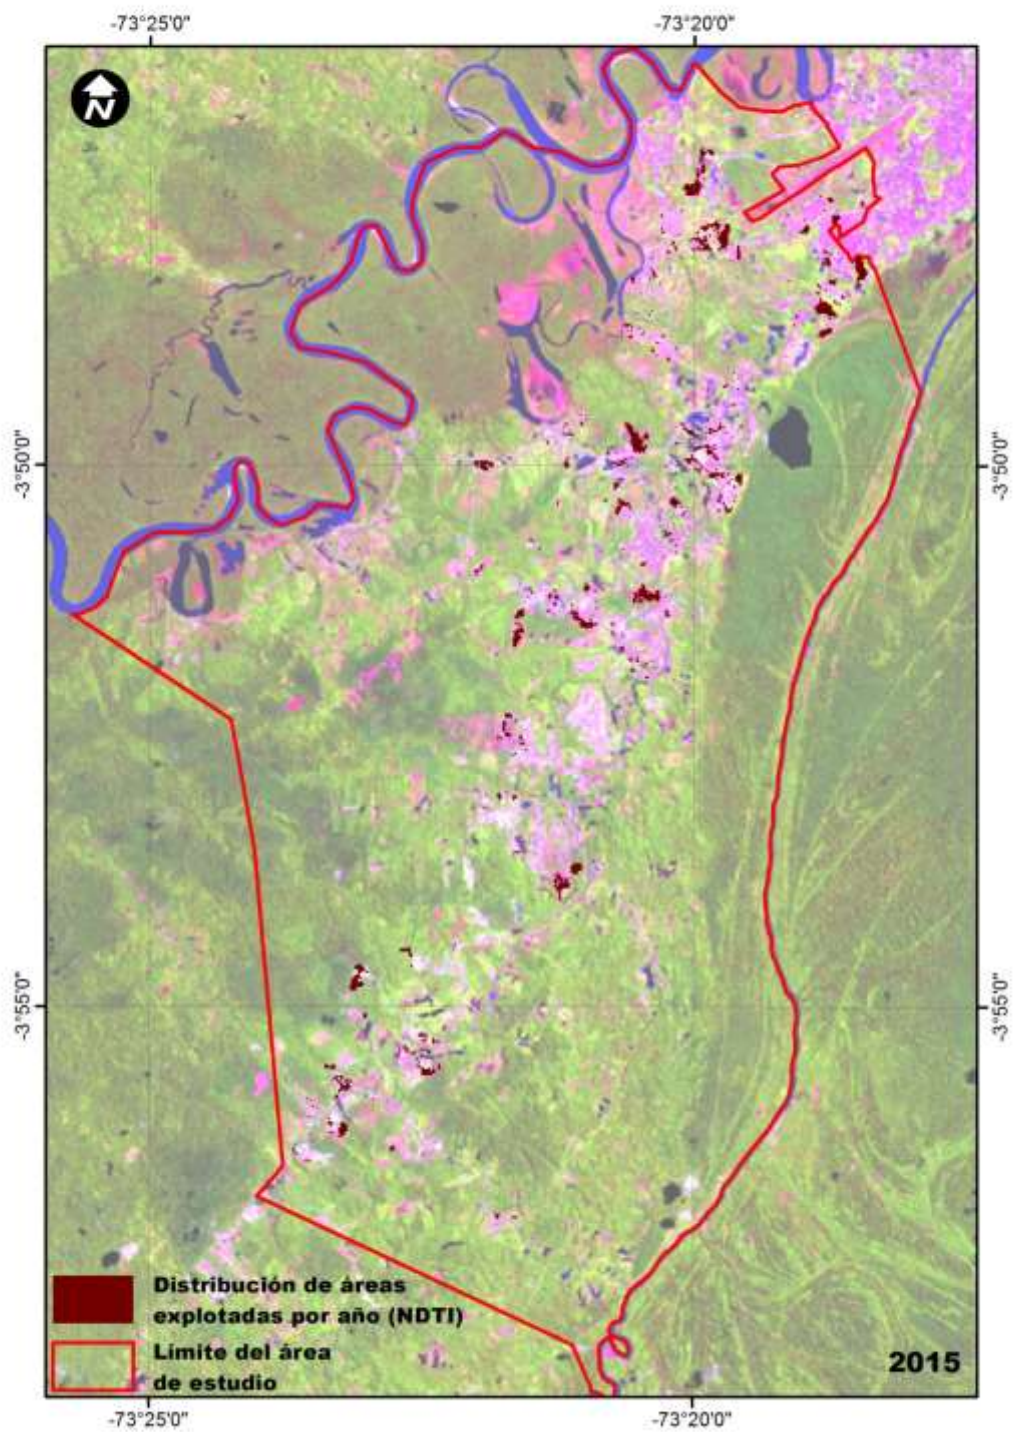 -73°25'0"
-73°20'0"
N
-3°50'0"
-3°50'0"
-3°55'0"
-3°55'0"
Distribución de áreas
explotadas por año (NDTI)
Límite del área
de estudio
2015
-73°25'0"
-73°20'0"